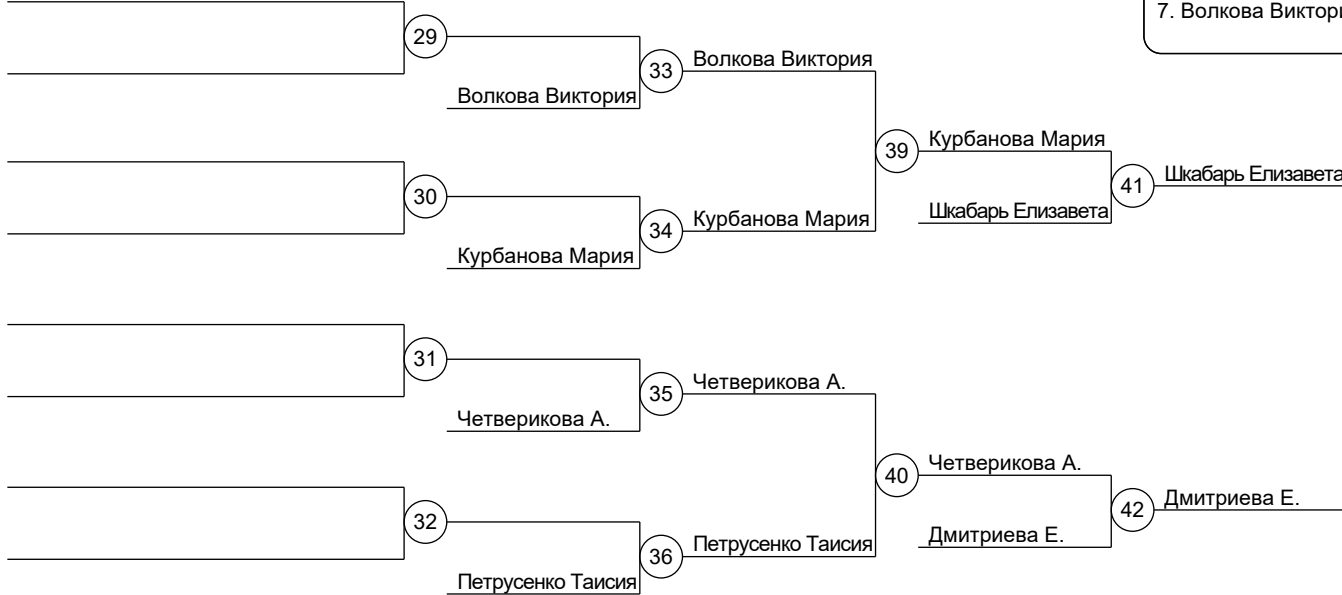 7. Волкова
29
33
Волкова Виктория
Волкова Виктория
39
Курбанова Мария
30
41
Шкабарь Елизавета
34
Курбанова Мария
Шкабарь Елизавета
Курбанова Мария
31
35
Четверикова А.
Четверикова А.
40
Четверикова А.
32
42
Дмитриева Е.
36
Петрусенко Таисия
Дмитриева Е.
Петрусенко Таисия